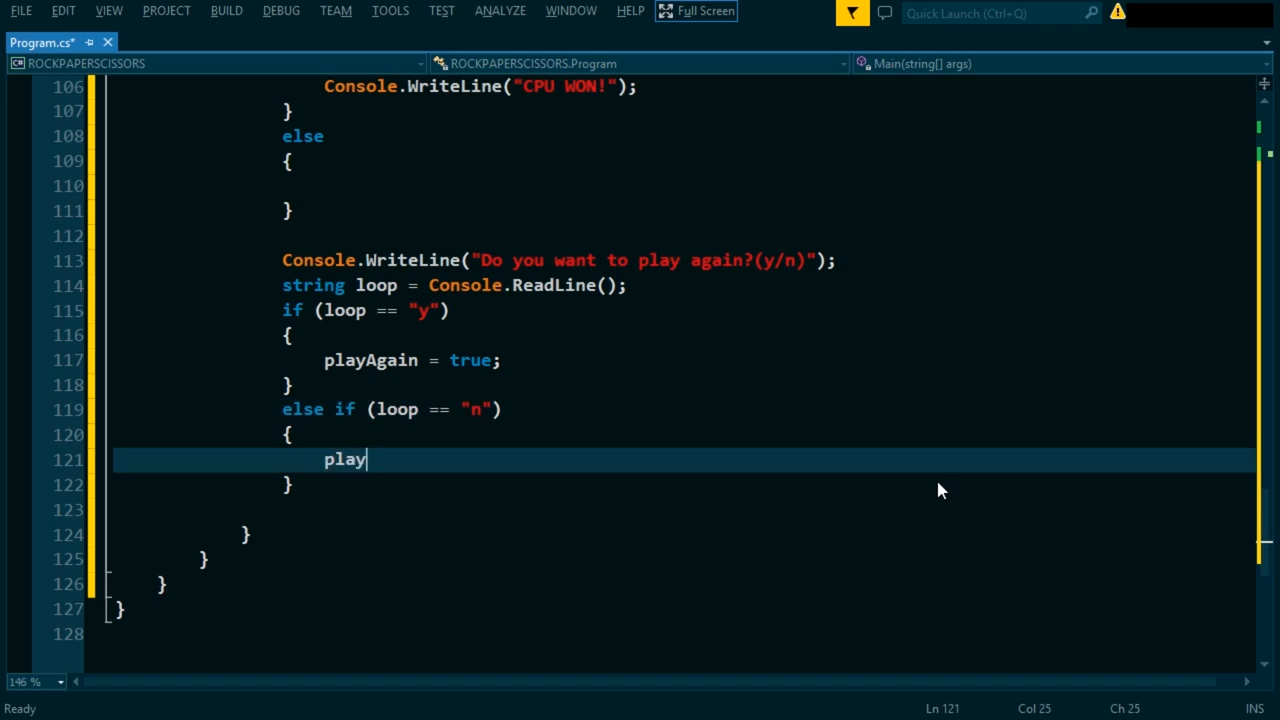 FILE EDIT VIEW PROJECT BUILD DEBUG TEAM TOOLS TEST ANALYZE WINDOW HELP Full Screen Quick Launch (Ctrl+Q)
Program.cs*
C# ROCKPAPERSCISSORS ROCKPAPERSCISSORS.Program Main(string[] args)
106 Console.WriteLine("CPU WON!");
107 }
108 else
109 {
110
111 }
112
113 Console.WriteLine("Do you want to play again?(y/n)");
114 string loop = Console.ReadLine();
115 if (loop == "y")
116 {
117 playAgain = true;
118 }
119 else if (loop == "n")
120 {
121 play
122 }
123
124 }
125 }
126 }
127 }
128
146 %
Ready Ln 121 Col 25 Ch 25 INS